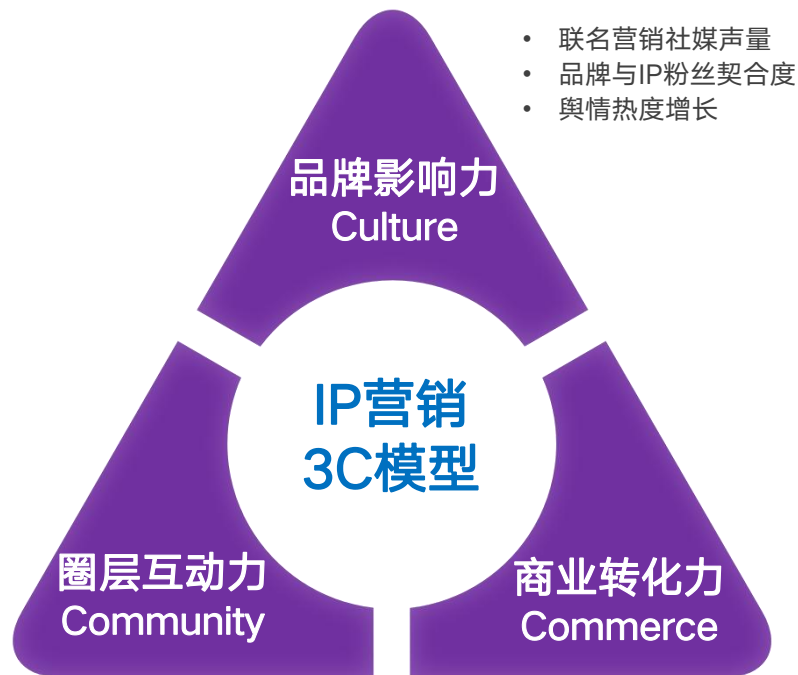 • 联名营销社媒声量
• 品牌与IP粉丝契合度
• 舆情热度增长
品牌影响力
Culture
IP营销
3C模型
圈层互动力
Community
商业转化力
Commerce